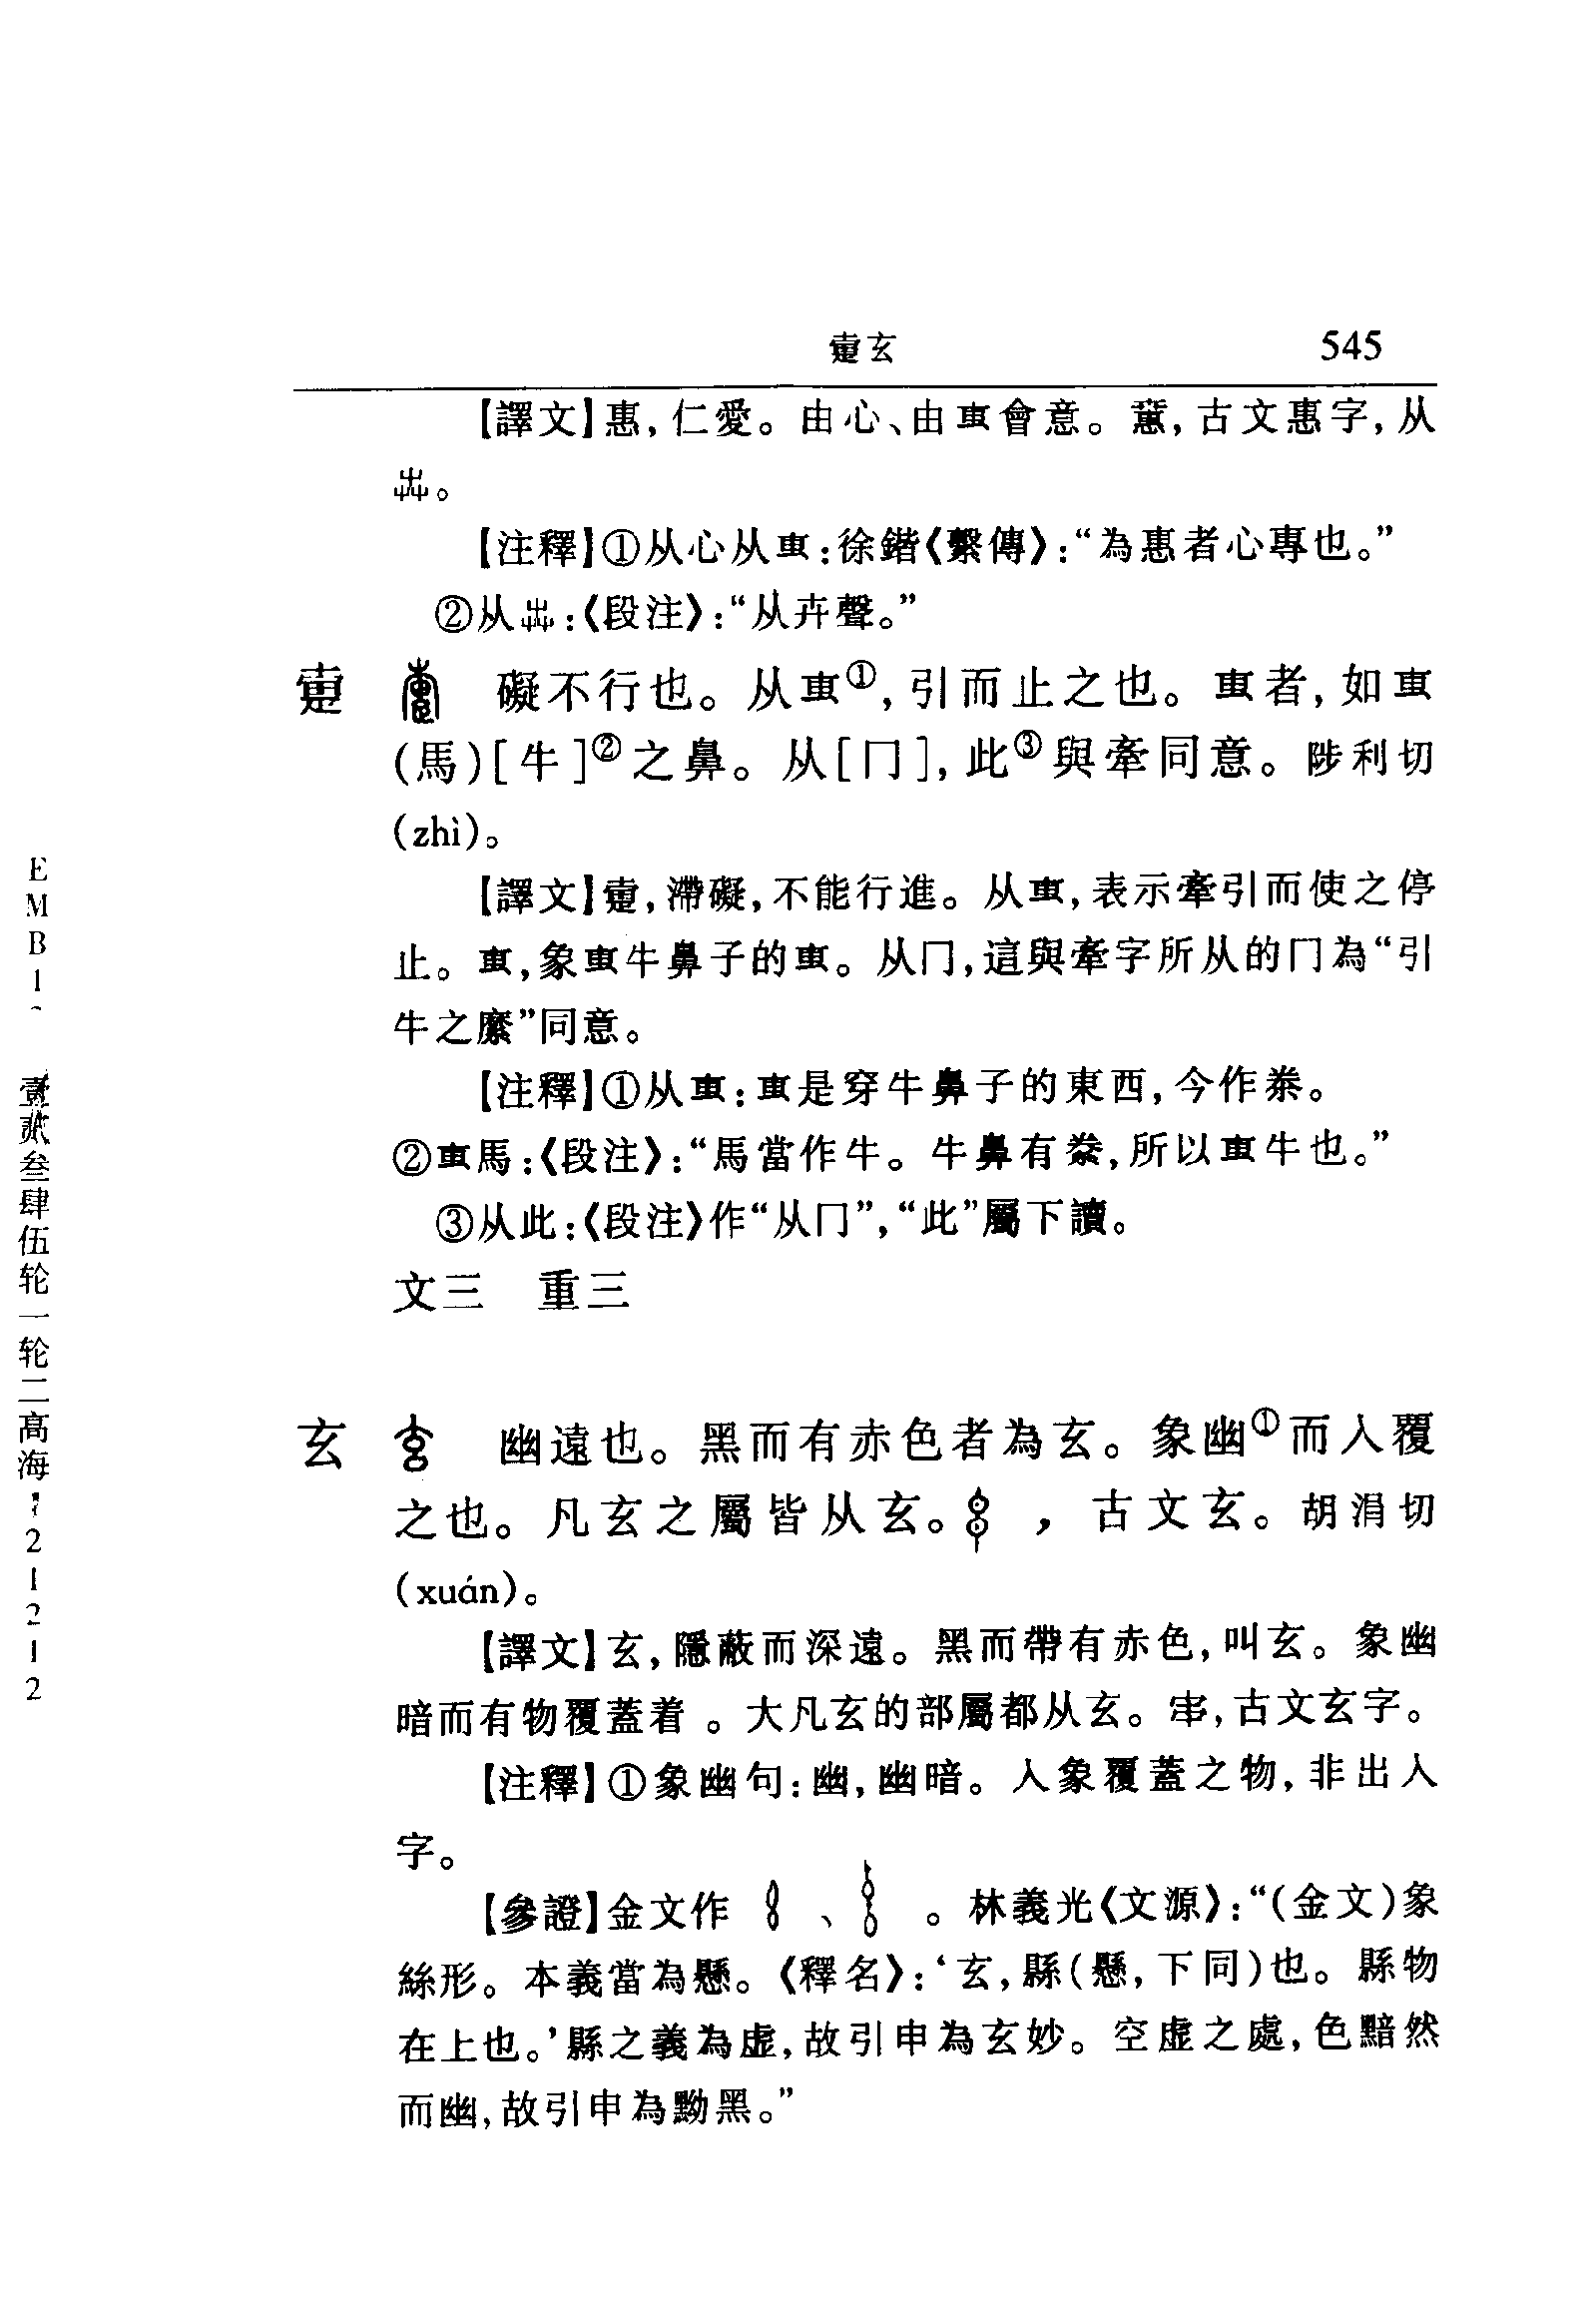 疐玄 545
【譯文】惠,仁愛。由心、由叀會意。蕙,古文惠字,从
芔。
【注釋】①从心从叀:徐鍇《繫傳》:“為惠者心專也。”
②从芔:《段注》:“从卉聲。”
疐 礙不行也。从叀①,引而止之也。叀者,如叀
(馬)[牛]②之鼻。从[冂],此③與牽同意。陟利切
(zhì)。
【譯文】疐,滯礙,不能行進。从叀,表示牽引而使之停
止。叀,象叀牛鼻子的叀。从冂,這與牽字所从的冂為“引
牛之縻”同意。
【注釋】①从叀:叀是穿牛鼻子的東西,今作桊。
②叀馬:《段注》:“馬當作牛。牛鼻有桊,所以叀牛也。”
③从此:《段注》作“从冂”,“此”屬下讀。
文三 重三
玄 幽遠也。黑而有赤色者為玄。象幽①而入覆
之也。凡玄之屬皆从玄。 ,古文玄。胡涓切
(xuán)。
【譯文】玄,隱蔽而深遠。黑而帶有赤色,叫玄。象幽
暗而有物覆蓋着。大凡玄的部屬都从玄。 ,古文玄字。
【注釋】①象幽句:幽,幽暗。入象覆蓋之物,非出入
字。
【參證】金文作 、 。林義光《文源》:“(金文)象
絲形。本義當為懸。《釋名》:‘玄,縣(懸,下同)也。縣物
在上也。’縣之義為虛,故引申為玄妙。空虛之處,色黯然
而幽,故引申為黝黑。”
EMB1
壹贰叁肆伍轮一轮二高海
21212